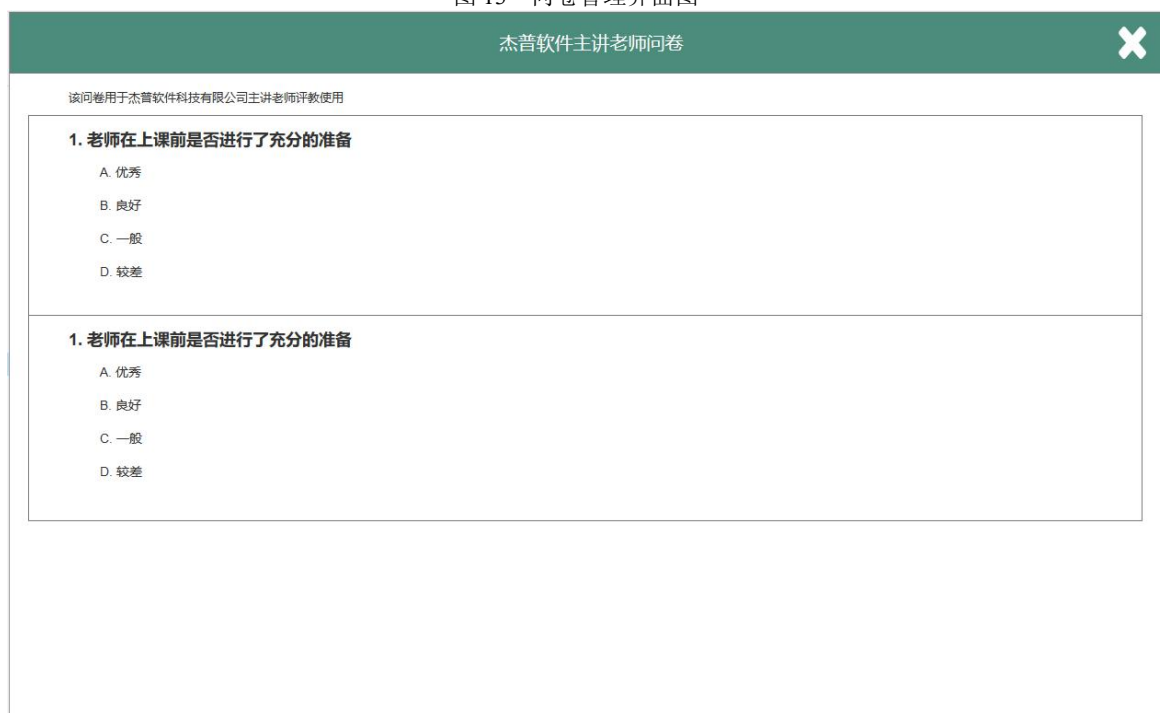 杰普软件主讲老师问卷
该问卷用于杰普软件科技有限公司主讲老师评教使用
1. 老师在上课前是否进行了充分的准备
A. 优秀
B. 良好
C. 一般
D. 较差
1. 老师在上课前是否进行了充分的准备
A. 优秀
B. 良好
C. 一般
D. 较差